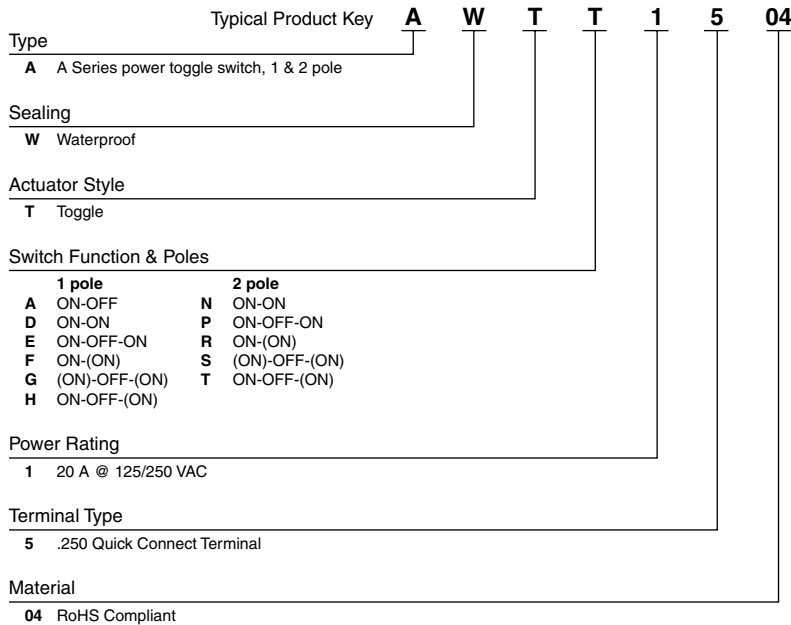 Typical Product Key A W T T 1 5 04
Type
A A Series power toggle switch, 1 & 2 pole
Sealing
W Waterproof
Actuator Style
T Toggle
Switch Function & Poles
1 pole 2 pole
A ON-OFF N ON-ON
D ON-ON P ON-OFF-ON
E ON-OFF-ON R ON-(ON)
F ON-(ON) S (ON)-OFF-(ON)
G (ON)-OFF-(ON) T ON-OFF-(ON)
H ON-OFF-(ON)
Power Rating
1 20 A @ 125/250 VAC
Terminal Type
5 .250 Quick Connect Terminal
Material
04 RoHS Compliant